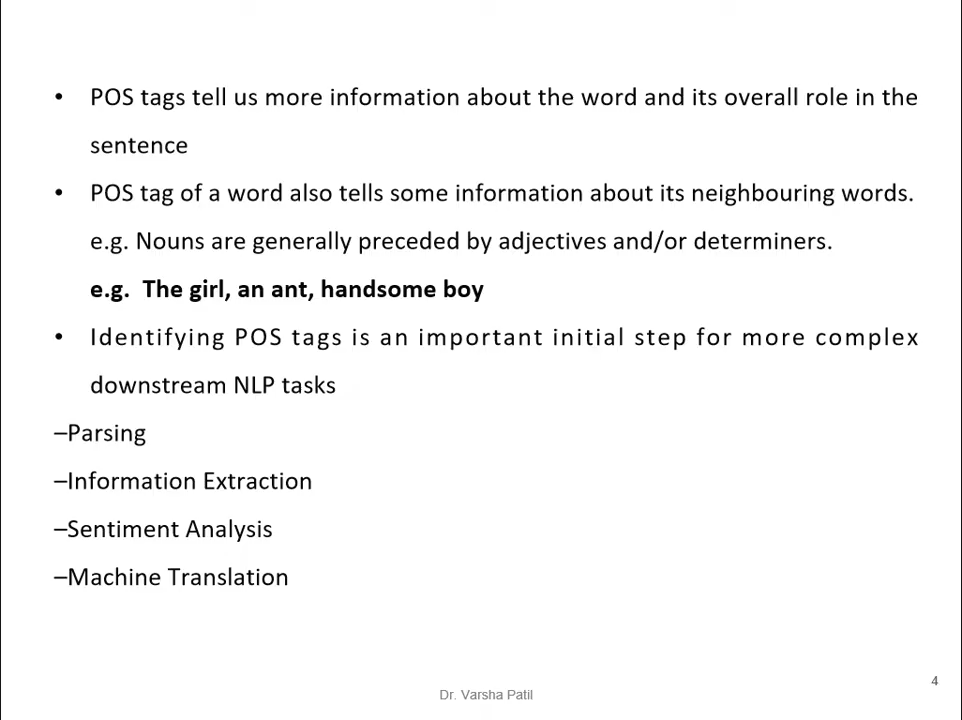 • POS tags tell us more information about the word and its overall role in the
sentence
• POS tag of a word also tells some information about its neighbouring words.
e.g. Nouns are generally preceded by adjectives and/or determiners.
e.g. The girl, an ant, handsome boy
• Identifying POS tags is an important initial step for more complex
downstream NLP tasks
–Parsing
–Information Extraction
–Sentiment Analysis
–Machine Translation
4
Dr. Varsha Patil